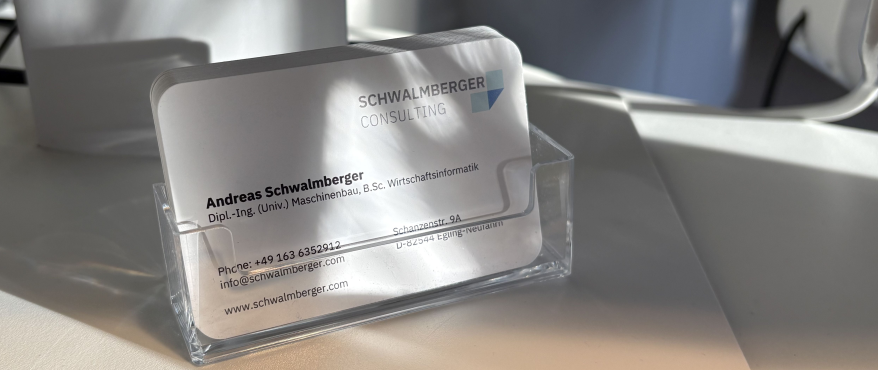 SCHWALMBERGER
CONSULTING
Andreas Schwalmberger
Dipl.-Ing. (Univ.) Maschinenbau, B.Sc. Wirtschaftsinformatik
Phone: +49 163 6352912
info@schwalmberger.com
www.schwalmberger.com
Schanzenstr. 9A
D-82544 Egling-Neufahrn